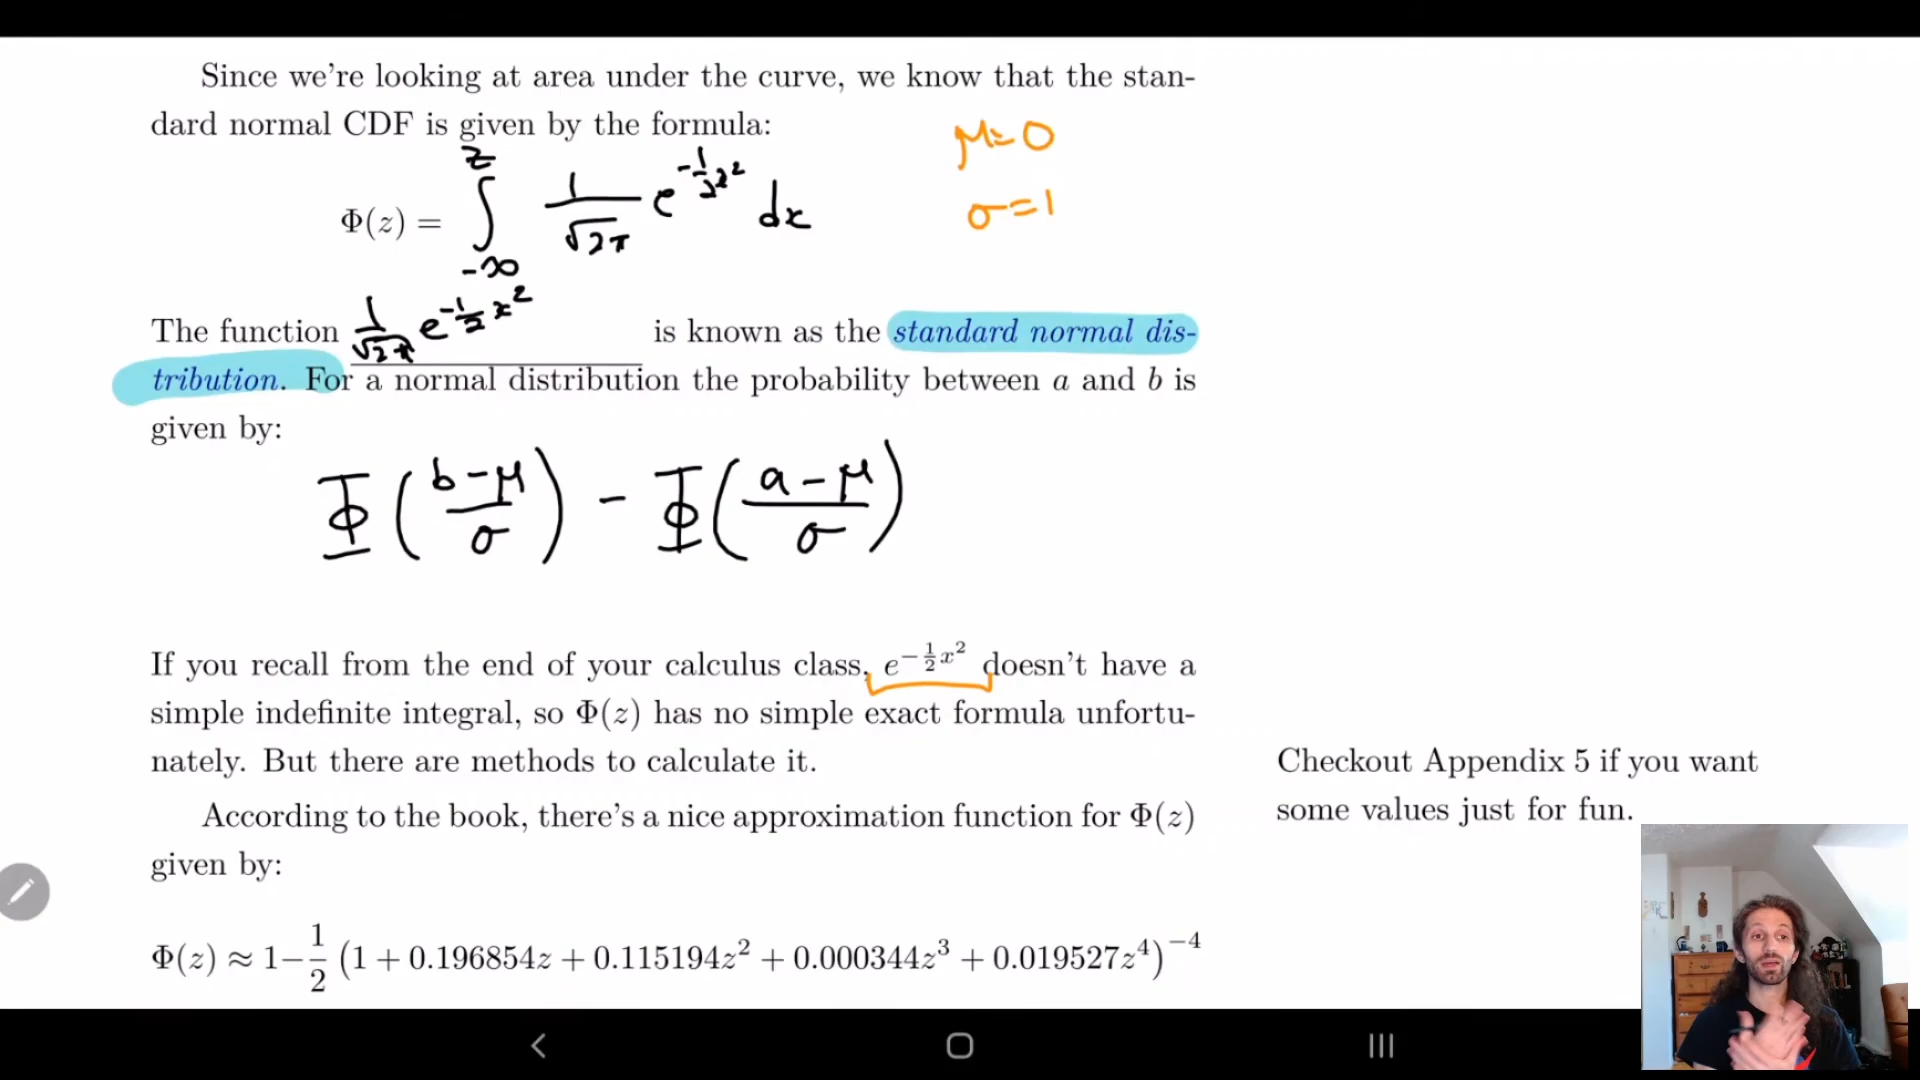 Since we're looking at area under the curve, we know that the stan-
dard normal CDF is given by the formula:
μ=0
Φ(z) = ∫_{-∞}^{z} 1/√2π e^{-1/2 x²} dx
σ=1
The function 1/√2π e^{-1/2 x²} is known as the standard normal dis-
tribution. For a normal distribution the probability between a and b is
given by:
Φ((b-μ)/σ) - Φ((a-μ)/σ)
If you recall from the end of your calculus class, e^{-1/2 x²} doesn't have a
simple indefinite integral, so Φ(z) has no simple exact formula unfortu-
nately. But there are methods to calculate it.
Checkout Appendix 5 if you want
some values just for fun.
According to the book, there's a nice approximation function for Φ(z)
given by:
Φ(z) ≈ 1−1/2 (1 + 0.196854z + 0.115194z² + 0.000344z³ + 0.019527z⁴)⁻⁴